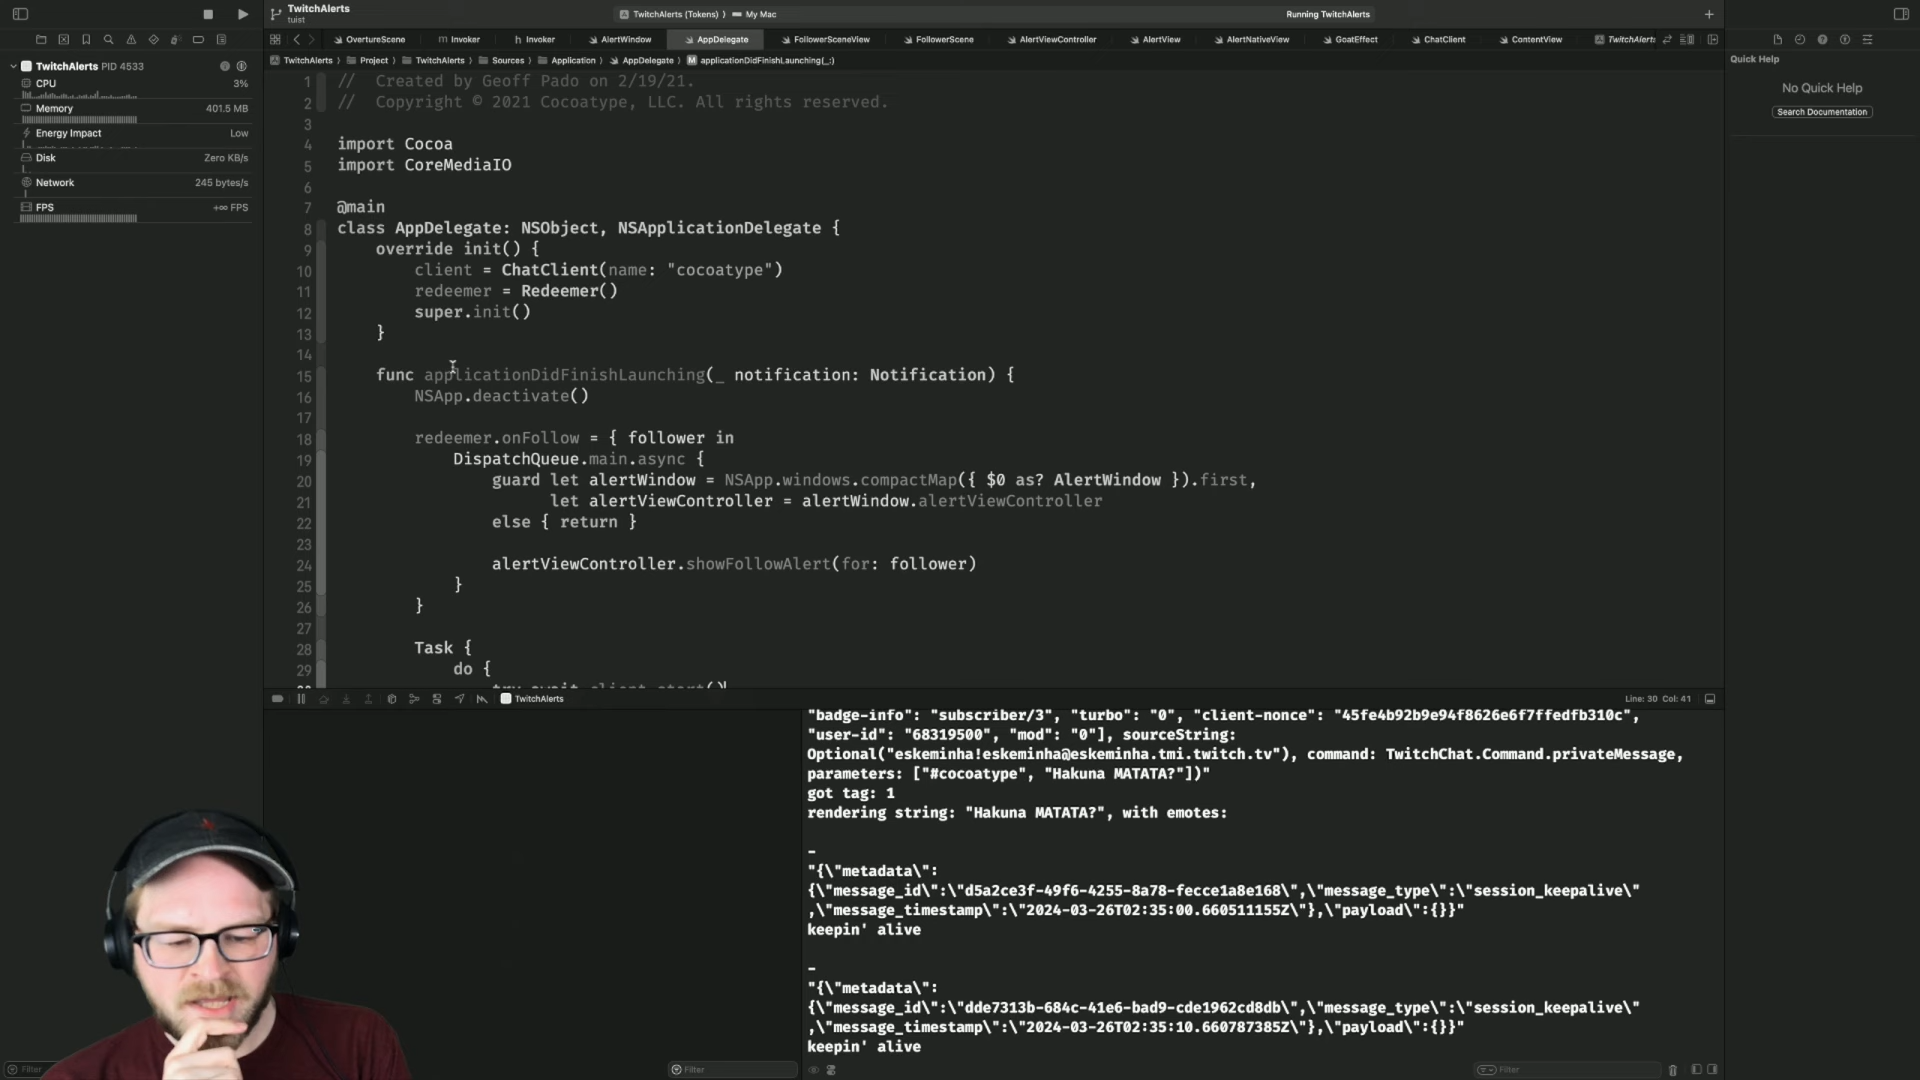 TwitchAlerts
tuist
TwitchAlerts (Tokens) 〉 My Mac
Running TwitchAlerts
OvertureScene
Invoker
Invoker
AlertWindow
AppDelegate
FollowerSceneView
FollowerScene
AlertViewController
AlertView
AlertNativeView
GoatEffect
ChatClient
ContentView
TwitchAlerts
TwitchAlerts 〉 Project 〉 TwitchAlerts 〉 Sources 〉 Application 〉 AppDelegate 〉 M applicationDidFinishLaunching(_:)
TwitchAlerts PID 4533
CPU 3%
Memory 401.5 MB
Energy Impact Low
Disk Zero KB/s
Network 245 bytes/s
FPS +∞ FPS
1 // Created by Geoff Pado on 2/19/21.
2 // Copyright © 2021 Cocoatype, LLC. All rights reserved.
3
4 import Cocoa
5 import CoreMediaIO
6
7 @main
8 class AppDelegate: NSObject, NSApplicationDelegate {
9 override init() {
10 client = ChatClient(name: "cocoatype")
11 redeemer = Redeemer()
12 super.init()
13 }
14
15 func applicationDidFinishLaunching(_ notification: Notification) {
16 NSApp.deactivate()
17
18 redeemer.onFollow = { follower in
19 DispatchQueue.main.async {
20 guard let alertWindow = NSApp.windows.compactMap({ $0 as? AlertWindow }).first,
21 let alertViewController = alertWindow.alertViewController
22 else { return }
23
24 alertViewController.showFollowAlert(for: follower)
25 }
26 }
27
28 Task {
29 do {
30 try await client.start()
Quick Help
No Quick Help
Search Documentation
TwitchAlerts
Line: 30 Col: 41
"badge-info": "subscriber/3", "turbo": "0", "client-nonce": "45fe4b92b9e94f8626e6f7ffedfb310c",
"user-id": "68319500", "mod": "0"], sourceString:
Optional("eskeminha!eskeminha@eskeminha.tmi.twitch.tv"), command: TwitchChat.Command.privateMessage,
parameters: ["#cocoatype", "Hakuna MATATA?"])"
got tag: 1
rendering string: "Hakuna MATATA?", with emotes:
-
"{\"metadata\":
{\"message_id\":\"d5a2ce3f-49f6-4255-8a78-fecce1a8e168\",\"message_type\":\"session_keepalive\"
,\"message_timestamp\":\"2024-03-26T02:35:00.660511155Z\"},\"payload\":{}}"
keepin' alive
-
"{\"metadata\":
{\"message_id\":\"dde7313b-684c-41e6-bad9-cde1962cd8db\",\"message_type\":\"session_keepalive\"
,\"message_timestamp\":\"2024-03-26T02:35:10.660787385Z\"},\"payload\":{}}"
keepin' alive
Filter
Filter
Filter